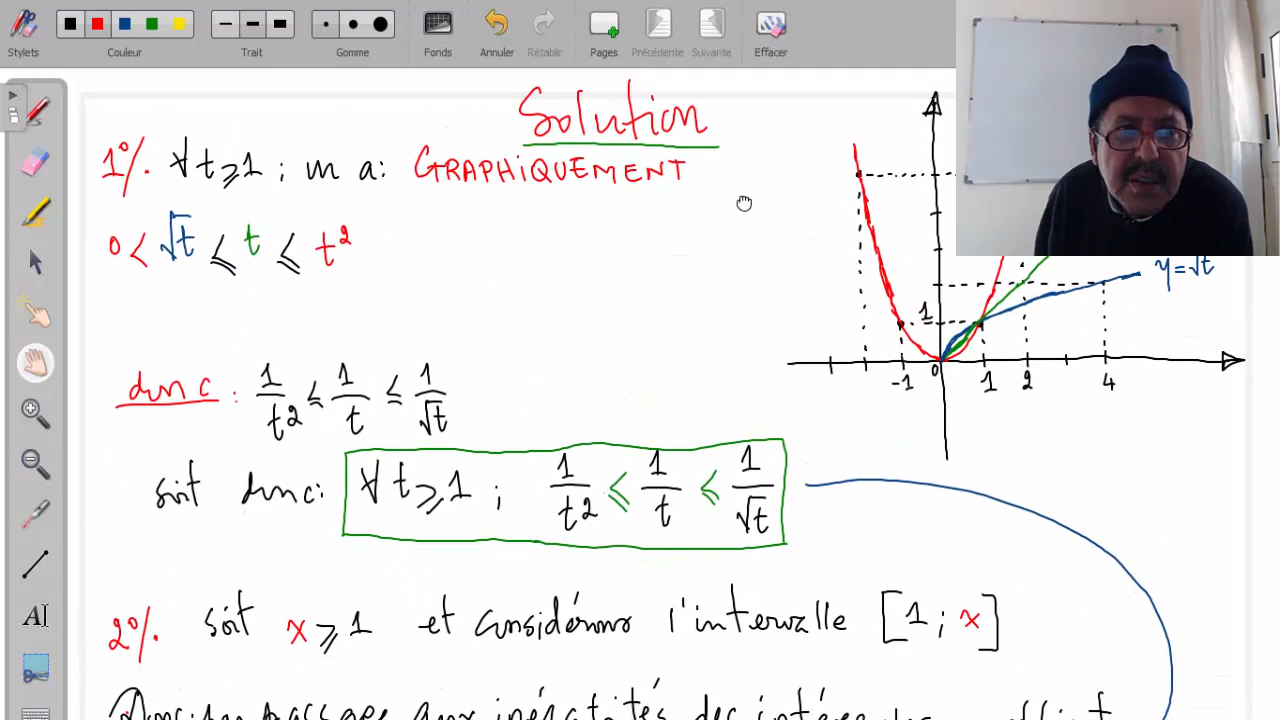 Stylets Couleur Trait Gomme Fonds Annuler Rétablir Pages Précédente Suivante Effacer
Solution
1°/. ∀t≥1 ; on a: GRAPHiQUEMENT
0 < √t ≤ t ≤ t²
y=√t
1
-1 0 1 2 4
donc : 1/t² ≤ 1/t ≤ 1/√t
soit donc: ∀t≥1 ; 1/t² ≤ 1/t ≤ 1/√t
2°/. soit x≥1 et considérons l'intervalle [1 ; x]
AI